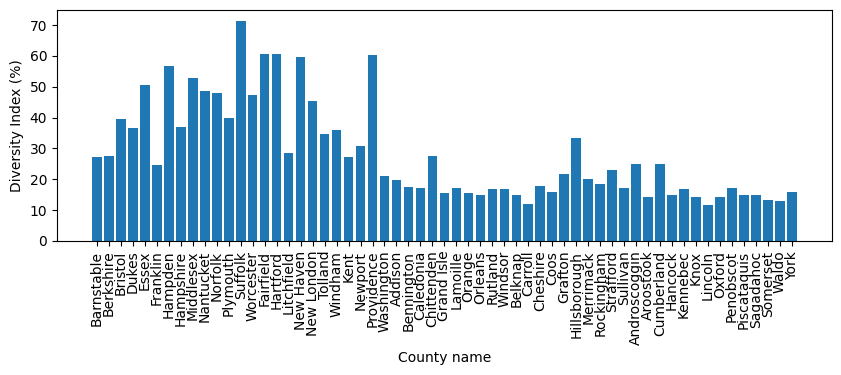 Diversity Index (%)
70
60
50
40
30
20
10
0
Barnstable
Berkshire
Bristol
Dukes
Essex
Franklin
Hampden
Hampshire
Middlesex
Nantucket
Norfolk
Plymouth
Suffolk
Worcester
Fairfield
Hartford
Litchfield
New Haven
New London
Tolland
Windham
Kent
Newport
Providence
Washington
Addison
Bennington
Caledonia
Chittenden
Grand Isle
Lamoille
Orange
Orleans
Rutland
Windsor
Belknap
Carroll
Cheshire
Coos
Grafton
Hillsborough
Merrimack
Rockingham
Strafford
Sullivan
Androscoggin
Aroostook
Cumberland
Hancock
Kennebec
Knox
Lincoln
Oxford
Penobscot
Piscataquis
Sagadahoc
Somerset
Waldo
York
County name